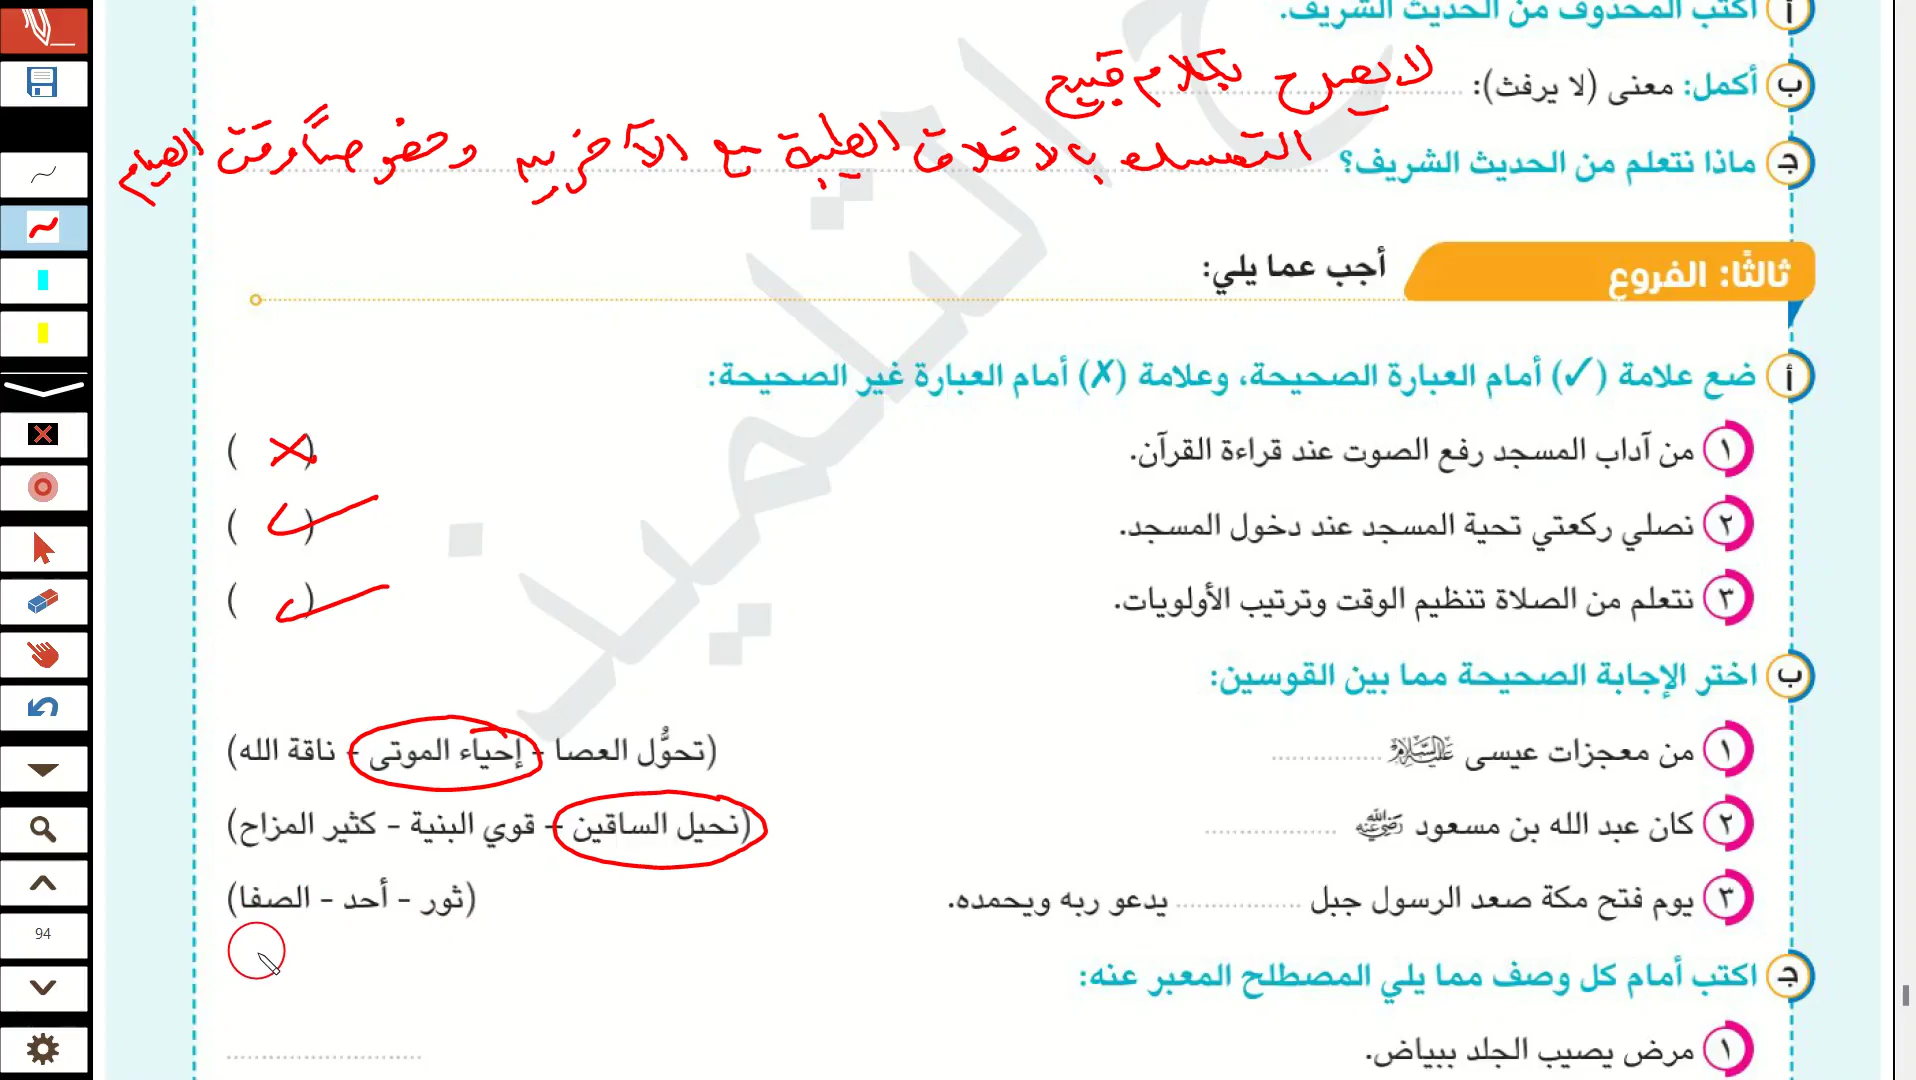 أ اكتب المحذوف من الحديث الشريف.
ب أكمل: معنى (لا يرفث): لا يصرح بكلام قبيح
ج ماذا نتعلم من الحديث الشريف؟ التمسك بالاخلاق الطيبة مع الآخرين وخصوصاً وقت الصيام
ثالثًا: الفروع أجب عما يلي:
أ ضع علامة (✓) أمام العبارة الصحيحة، وعلامة (✗) أمام العبارة غير الصحيحة:
١ من آداب المسجد رفع الصوت عند قراءة القرآن. ( ✗ )
٢ نصلي ركعتي تحية المسجد عند دخول المسجد. ( ✓ )
٣ نتعلم من الصلاة تنظيم الوقت وترتيب الأولويات. ( ✓ )
ب اختر الإجابة الصحيحة مما بين القوسين:
١ من معجزات عيسى عليه السلام .............. (تحوُّل العصا - إحياء الموتى - ناقة الله)
٢ كان عبد الله بن مسعود رضي الله عنه .............. (نحيل الساقين - قوي البنية - كثير المزاح)
٣ يوم فتح مكة صعد الرسول جبل .............. يدعو ربه ويحمده. (ثور - أحد - الصفا)
ج اكتب أمام كل وصف مما يلي المصطلح المعبر عنه:
١ مرض يصيب الجلد ببياض. ......................
94